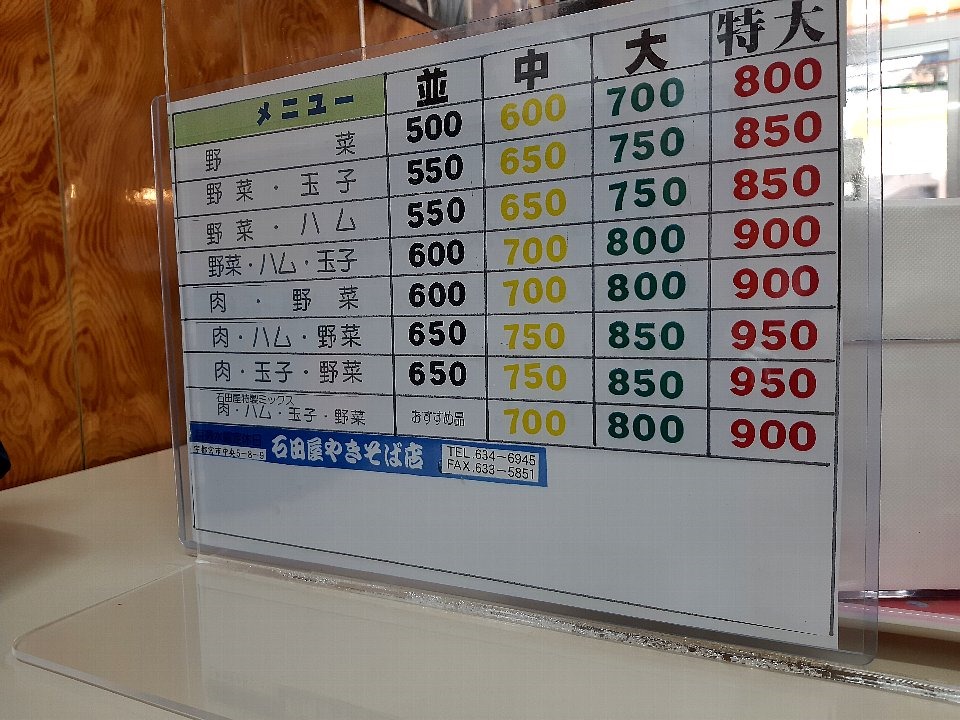 メニュー 並 中 大 特大
野菜 500 600 700 800
野菜・玉子 550 650 750 850
野菜・ハム 550 650 750 850
野菜・ハム・玉子 600 700 800 900
肉・野菜 600 700 800 900
肉・ハム・野菜 650 750 850 950
肉・玉子・野菜 650 750 850 950
石田屋特製ミックス
肉・ハム・玉子・野菜 おすすめ品 700 800 900
石田屋やきそば店
TEL.634-6945
FAX.633-5851